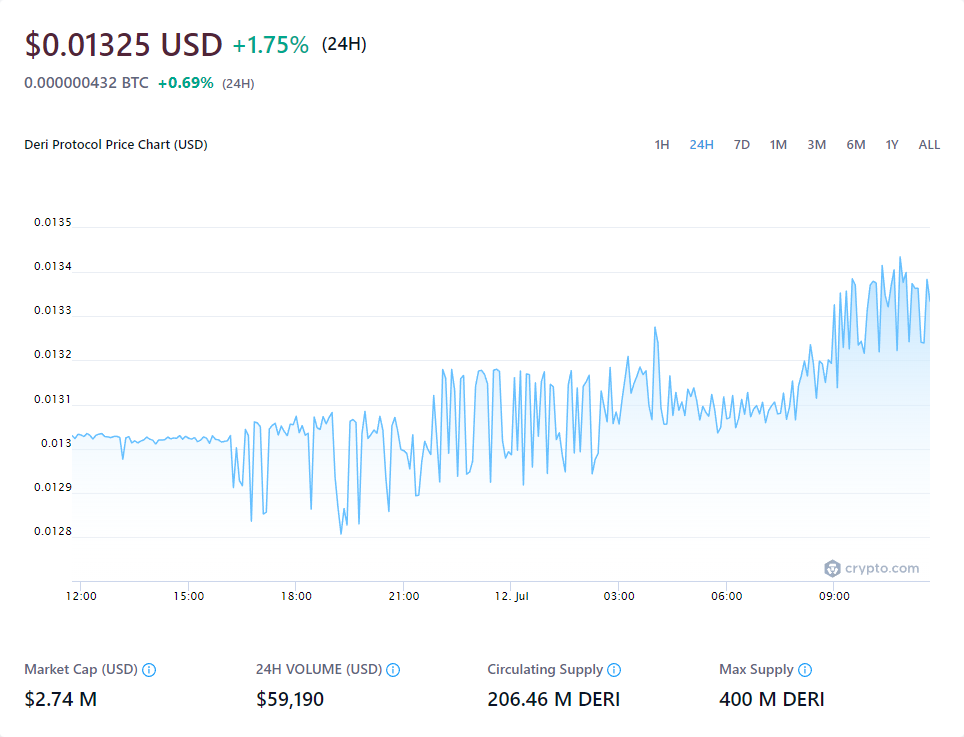 $0.01325 USD +1.75% (24H)
0.000000432 BTC +0.69% (24H)
Deri Protocol Price Chart (USD) 1H 24H 7D 1M 3M 6M 1Y ALL
0.0135
0.0134
0.0133
0.0132
0.0131
0.013
0.0129
0.0128
crypto.com
12:00 15:00 18:00 21:00 12. Jul 03:00 06:00 09:00
Market Cap (USD) 24H VOLUME (USD) Circulating Supply Max Supply
$2.74 M $59,190 206.46 M DERI 400 M DERI